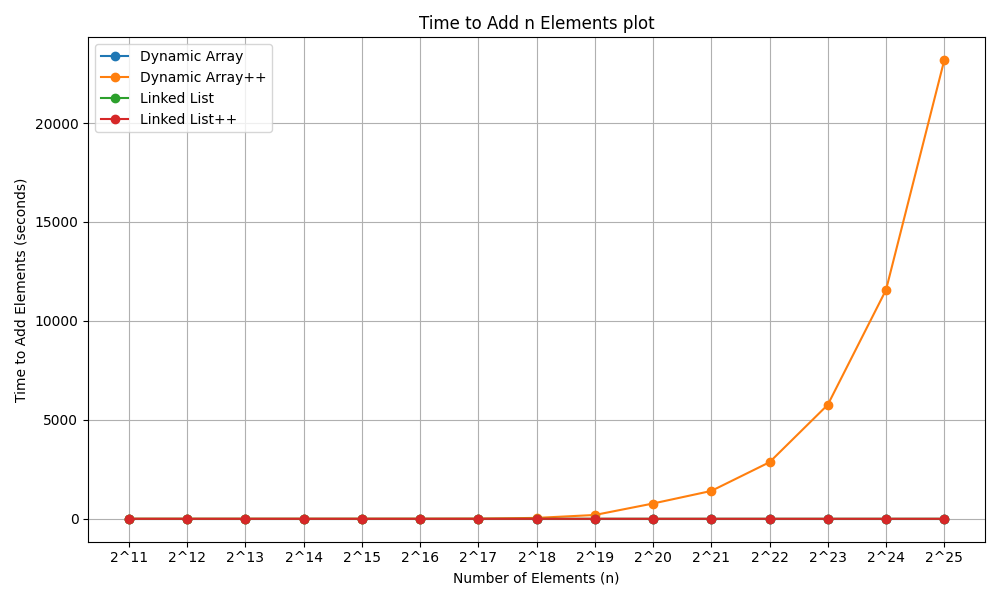 Time to Add n Elements plot
Dynamic Array
Dynamic Array++
Linked List
Linked List++
Time to Add Elements (seconds)
20000
15000
10000
5000
0
2^11 2^12 2^13 2^14 2^15 2^16 2^17 2^18 2^19 2^20 2^21 2^22 2^23 2^24 2^25
Number of Elements (n)